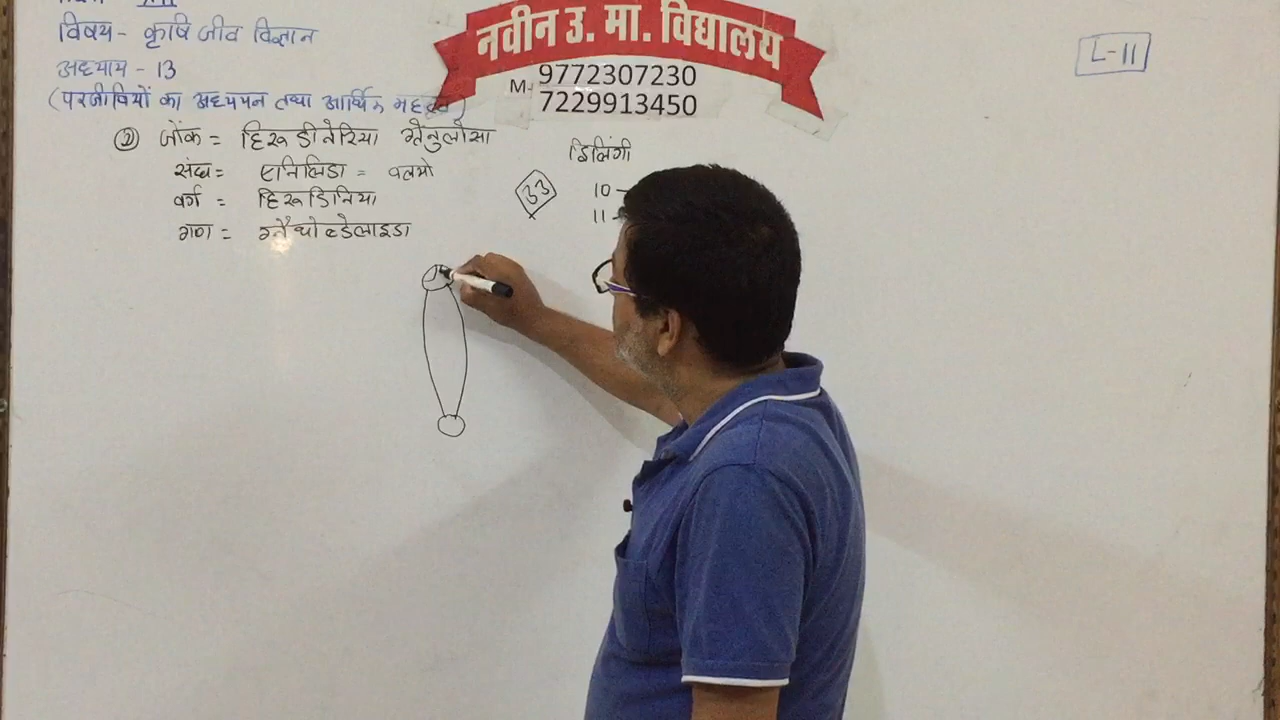 विषय - कृषि जीव विज्ञान
अध्याय - 13
(परजीवियों का अध्ययन तथा आर्थिक महत्व)
नवीन उ. मा. विद्यालय
M- 9772307230
7229913450
L-11
② जोंक = हिरूडीनेरिया ग्रेनुलोसा
संघ = एनिलिडा = वलयो
वर्ग = हिरूडिनिया
गण = ग्नैथोब्डेलाइडा
33
10
11